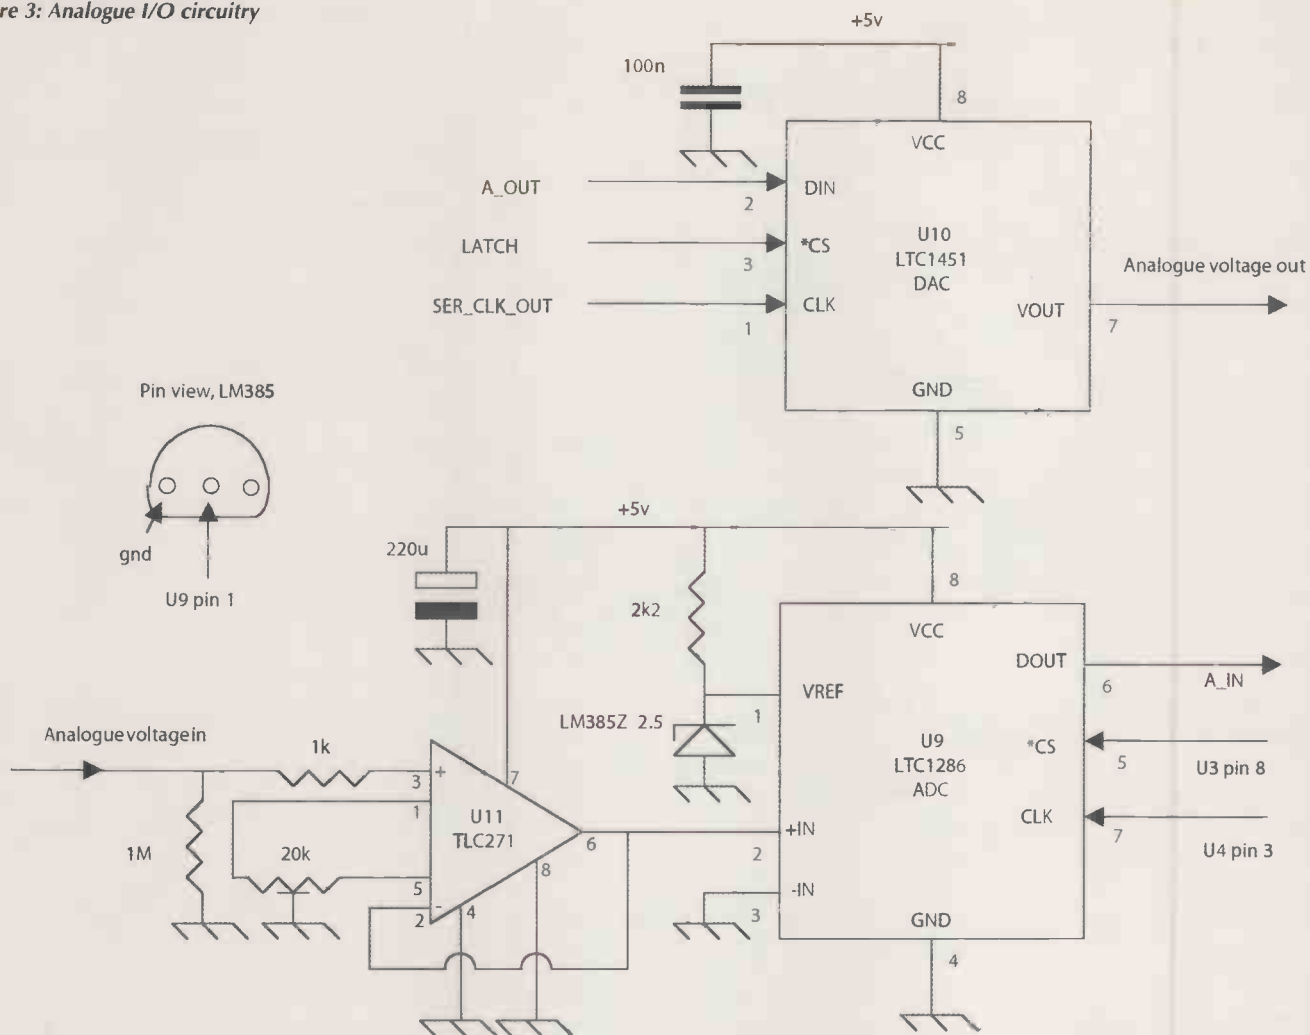 re 3: Analogue I/O circuitry
+5v
100n
8
VCC
A_OUT
2
DIN
LATCH
3
*CS
SER_CLK_OUT
1
CLK
U10
LTC1451
DAC
VOUT
7
Analogue voltage out
GND
5
Pin view, LM385
gnd
U9 pin 1
+5v
220u
2k2
8
VCC
VREF
1
LM385Z 2.5
DOUT
6
A_IN
U9
LTC1286
ADC
*CS
5
U3 pin 8
CLK
7
U4 pin 3
Analogue voltage in
1k
3
+
7
1
U11
TLC271
6
1M
20k
5
8
2
-
4
+IN
2
-IN
3
GND
4